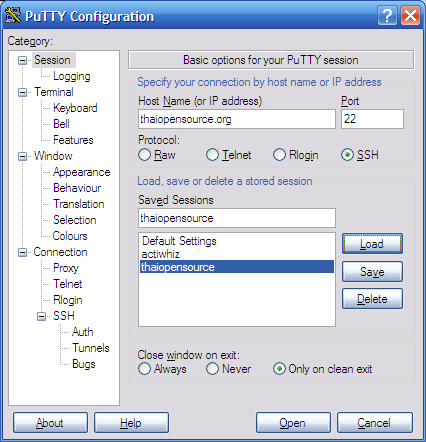 PuTTY Configuration
Category:
Session
Logging
Terminal
Keyboard
Bell
Features
Window
Appearance
Behaviour
Translation
Selection
Colours
Connection
Proxy
Telnet
Rlogin
SSH
Auth
Tunnels
Bugs
Basic options for your PuTTY session
Specify your connection by host name or IP address
Host Name (or IP address) Port
thaiopensource.org 22
Protocol:
Raw Telnet Rlogin SSH
Load, save or delete a stored session
Saved Sessions
thaiopensource
Default Settings
actiwhiz
thaiopensource
Load
Save
Delete
Close window on exit:
Always Never Only on clean exit
About Help Open Cancel